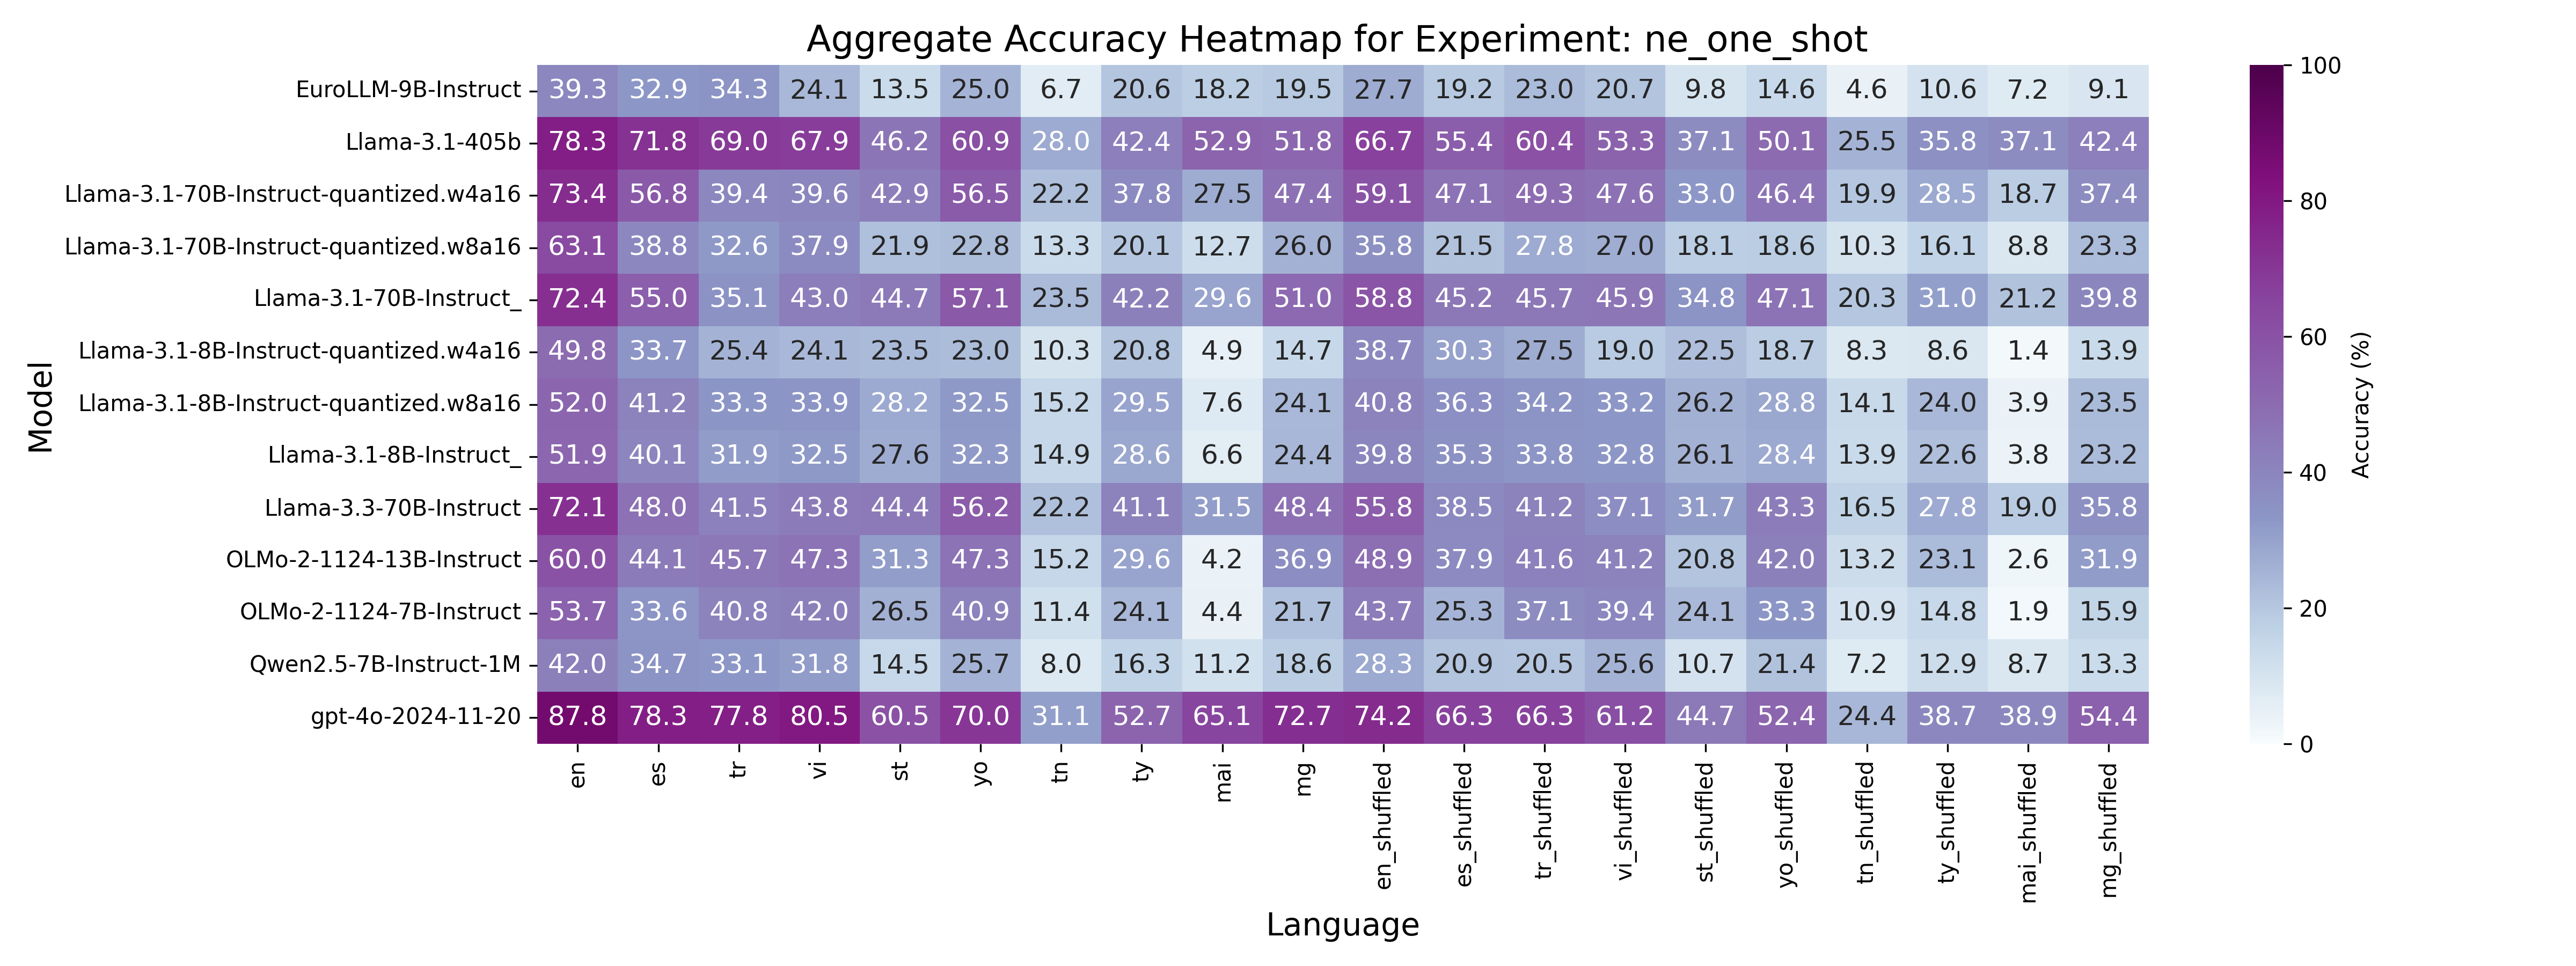 Aggregate Accuracy Heatmap for Experiment: ne_one_shot
Model
EuroLLM-9B-Instruct 39.3 32.9 34.3 24.1 13.5 25.0 6.7 20.6 18.2 19.5 27.7 19.2 23.0 20.7 9.8 14.6 4.6 10.6 7.2 9.1
Llama-3.1-405b 78.3 71.8 69.0 67.9 46.2 60.9 28.0 42.4 52.9 51.8 66.7 55.4 60.4 53.3 37.1 50.1 25.5 35.8 37.1 42.4
Llama-3.1-70B-Instruct-quantized.w4a16 73.4 56.8 39.4 39.6 42.9 56.5 22.2 37.8 27.5 47.4 59.1 47.1 49.3 47.6 33.0 46.4 19.9 28.5 18.7 37.4
Llama-3.1-70B-Instruct-quantized.w8a16 63.1 38.8 32.6 37.9 21.9 22.8 13.3 20.1 12.7 26.0 35.8 21.5 27.8 27.0 18.1 18.6 10.3 16.1 8.8 23.3
Llama-3.1-70B-Instruct_ 72.4 55.0 35.1 43.0 44.7 57.1 23.5 42.2 29.6 51.0 58.8 45.2 45.7 45.9 34.8 47.1 20.3 31.0 21.2 39.8
Llama-3.1-8B-Instruct-quantized.w4a16 49.8 33.7 25.4 24.1 23.5 23.0 10.3 20.8 4.9 14.7 38.7 30.3 27.5 19.0 22.5 18.7 8.3 8.6 1.4 13.9
Llama-3.1-8B-Instruct-quantized.w8a16 52.0 41.2 33.3 33.9 28.2 32.5 15.2 29.5 7.6 24.1 40.8 36.3 34.2 33.2 26.2 28.8 14.1 24.0 3.9 23.5
Llama-3.1-8B-Instruct_ 51.9 40.1 31.9 32.5 27.6 32.3 14.9 28.6 6.6 24.4 39.8 35.3 33.8 32.8 26.1 28.4 13.9 22.6 3.8 23.2
Llama-3.3-70B-Instruct 72.1 48.0 41.5 43.8 44.4 56.2 22.2 41.1 31.5 48.4 55.8 38.5 41.2 37.1 31.7 43.3 16.5 27.8 19.0 35.8
OLMo-2-1124-13B-Instruct 60.0 44.1 45.7 47.3 31.3 47.3 15.2 29.6 4.2 36.9 48.9 37.9 41.6 41.2 20.8 42.0 13.2 23.1 2.6 31.9
OLMo-2-1124-7B-Instruct 53.7 33.6 40.8 42.0 26.5 40.9 11.4 24.1 4.4 21.7 43.7 25.3 37.1 39.4 24.1 33.3 10.9 14.8 1.9 15.9
Qwen2.5-7B-Instruct-1M 42.0 34.7 33.1 31.8 14.5 25.7 8.0 16.3 11.2 18.6 28.3 20.9 20.5 25.6 10.7 21.4 7.2 12.9 8.7 13.3
gpt-4o-2024-11-20 87.8 78.3 77.8 80.5 60.5 70.0 31.1 52.7 65.1 72.7 74.2 66.3 66.3 61.2 44.7 52.4 24.4 38.7 38.9 54.4
en es tr vi st yo tn ty mai mg en_shuffled es_shuffled tr_shuffled vi_shuffled st_shuffled yo_shuffled tn_shuffled ty_shuffled mai_shuffled mg_shuffled
Language
100
80
60
40
20
0
Accuracy (%)